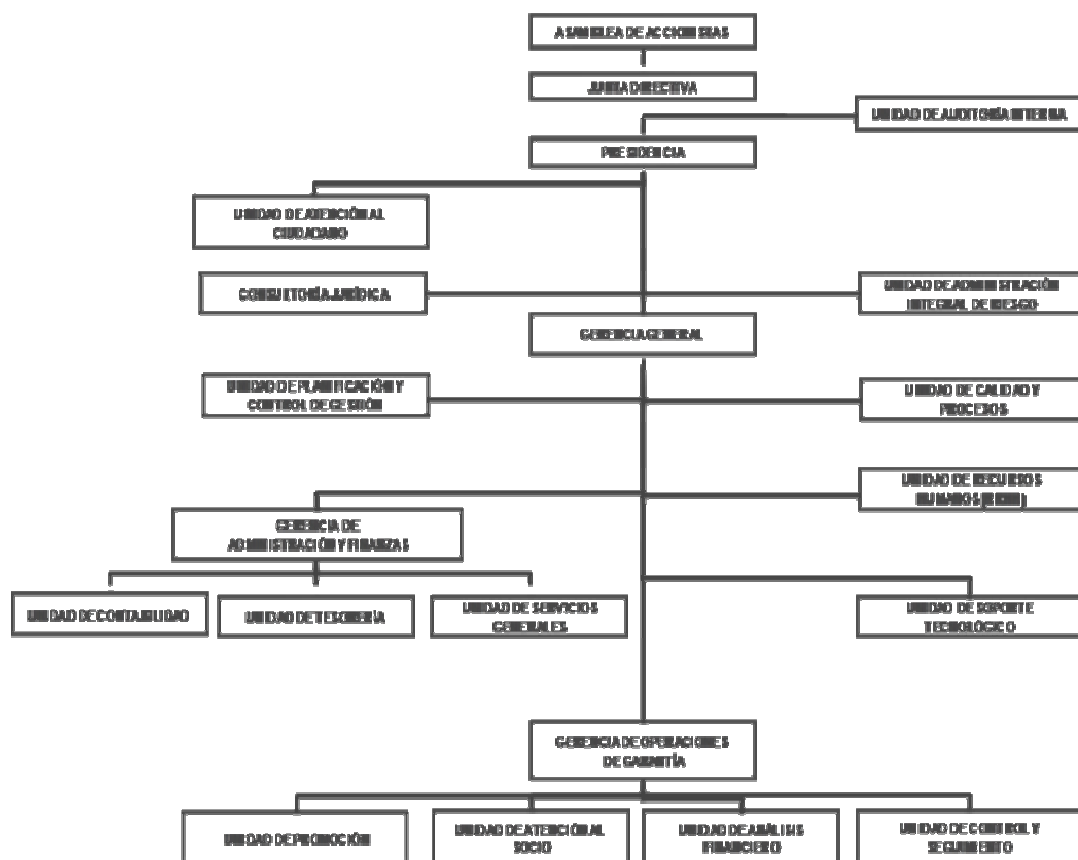 ASAMBLEA DE ACCIONISTAS
JUNTA DIRECTIVA
UNIDAD DE AUDITORÍA INTERNA
PRESIDENCIA
UNIDAD DE ATENCIÓN AL
CIUDADANO
CONSULTORÍA JURÍDICA
UNIDAD DE ADMINISTRACIÓN
INTEGRAL DE RIESGO
GERENCIA GENERAL
UNIDAD DE PLANIFICACIÓN Y
CONTROL DE GESTIÓN
UNIDAD DE CALIDAD Y
PROCESOS
UNIDAD DE RECURSOS
HUMANOS
GERENCIA DE
ADMINISTRACIÓN Y FINANZAS
UNIDAD DE CONTABILIDAD
UNIDAD DE TESORERÍA
UNIDAD DE SERVICIOS
GENERALES
UNIDAD DE SOPORTE
TECNOLÓGICO
GERENCIA DE OPERACIONES
DE GARANTÍA
UNIDAD DE PROMOCIÓN
UNIDAD DE ATENCIÓN AL
SOCIO
UNIDAD DE ANÁLISIS
FINANCIERO
UNIDAD DE CONTROL Y
SEGUIMIENTO